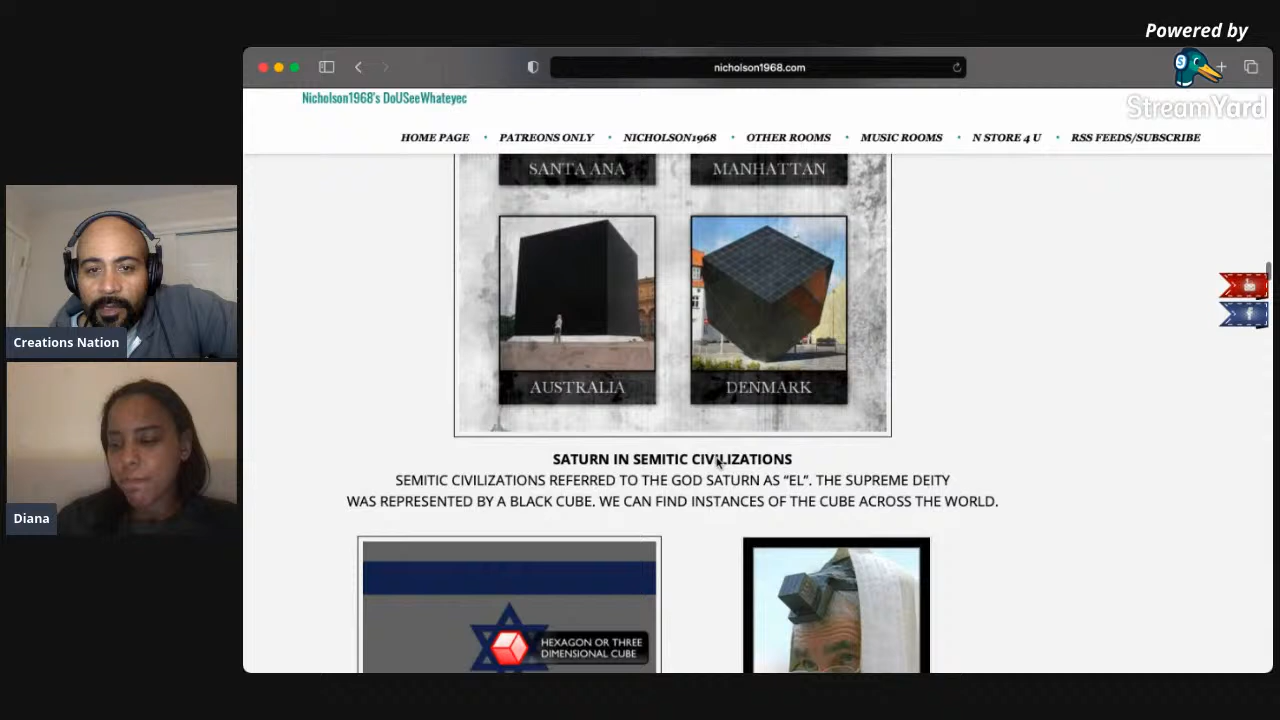 Powered by
StreamYard
nicholson1968.com
Nicholson1968's DoUSeeWhateyec
HOME PAGE • PATREONS ONLY • NICHOLSON1968 • OTHER ROOMS • MUSIC ROOMS • N STORE 4 U • RSS FEEDS/SUBSCRIBE
SANTA ANA
MANHATTAN
AUSTRALIA
DENMARK
SATURN IN SEMITIC CIVILIZATIONS
SEMITIC CIVILIZATIONS REFERRED TO THE GOD SATURN AS “EL”. THE SUPREME DEITY
WAS REPRESENTED BY A BLACK CUBE. WE CAN FIND INSTANCES OF THE CUBE ACROSS THE WORLD.
HEXAGON OR THREE
DIMENSIONAL CUBE
Creations Nation
Diana